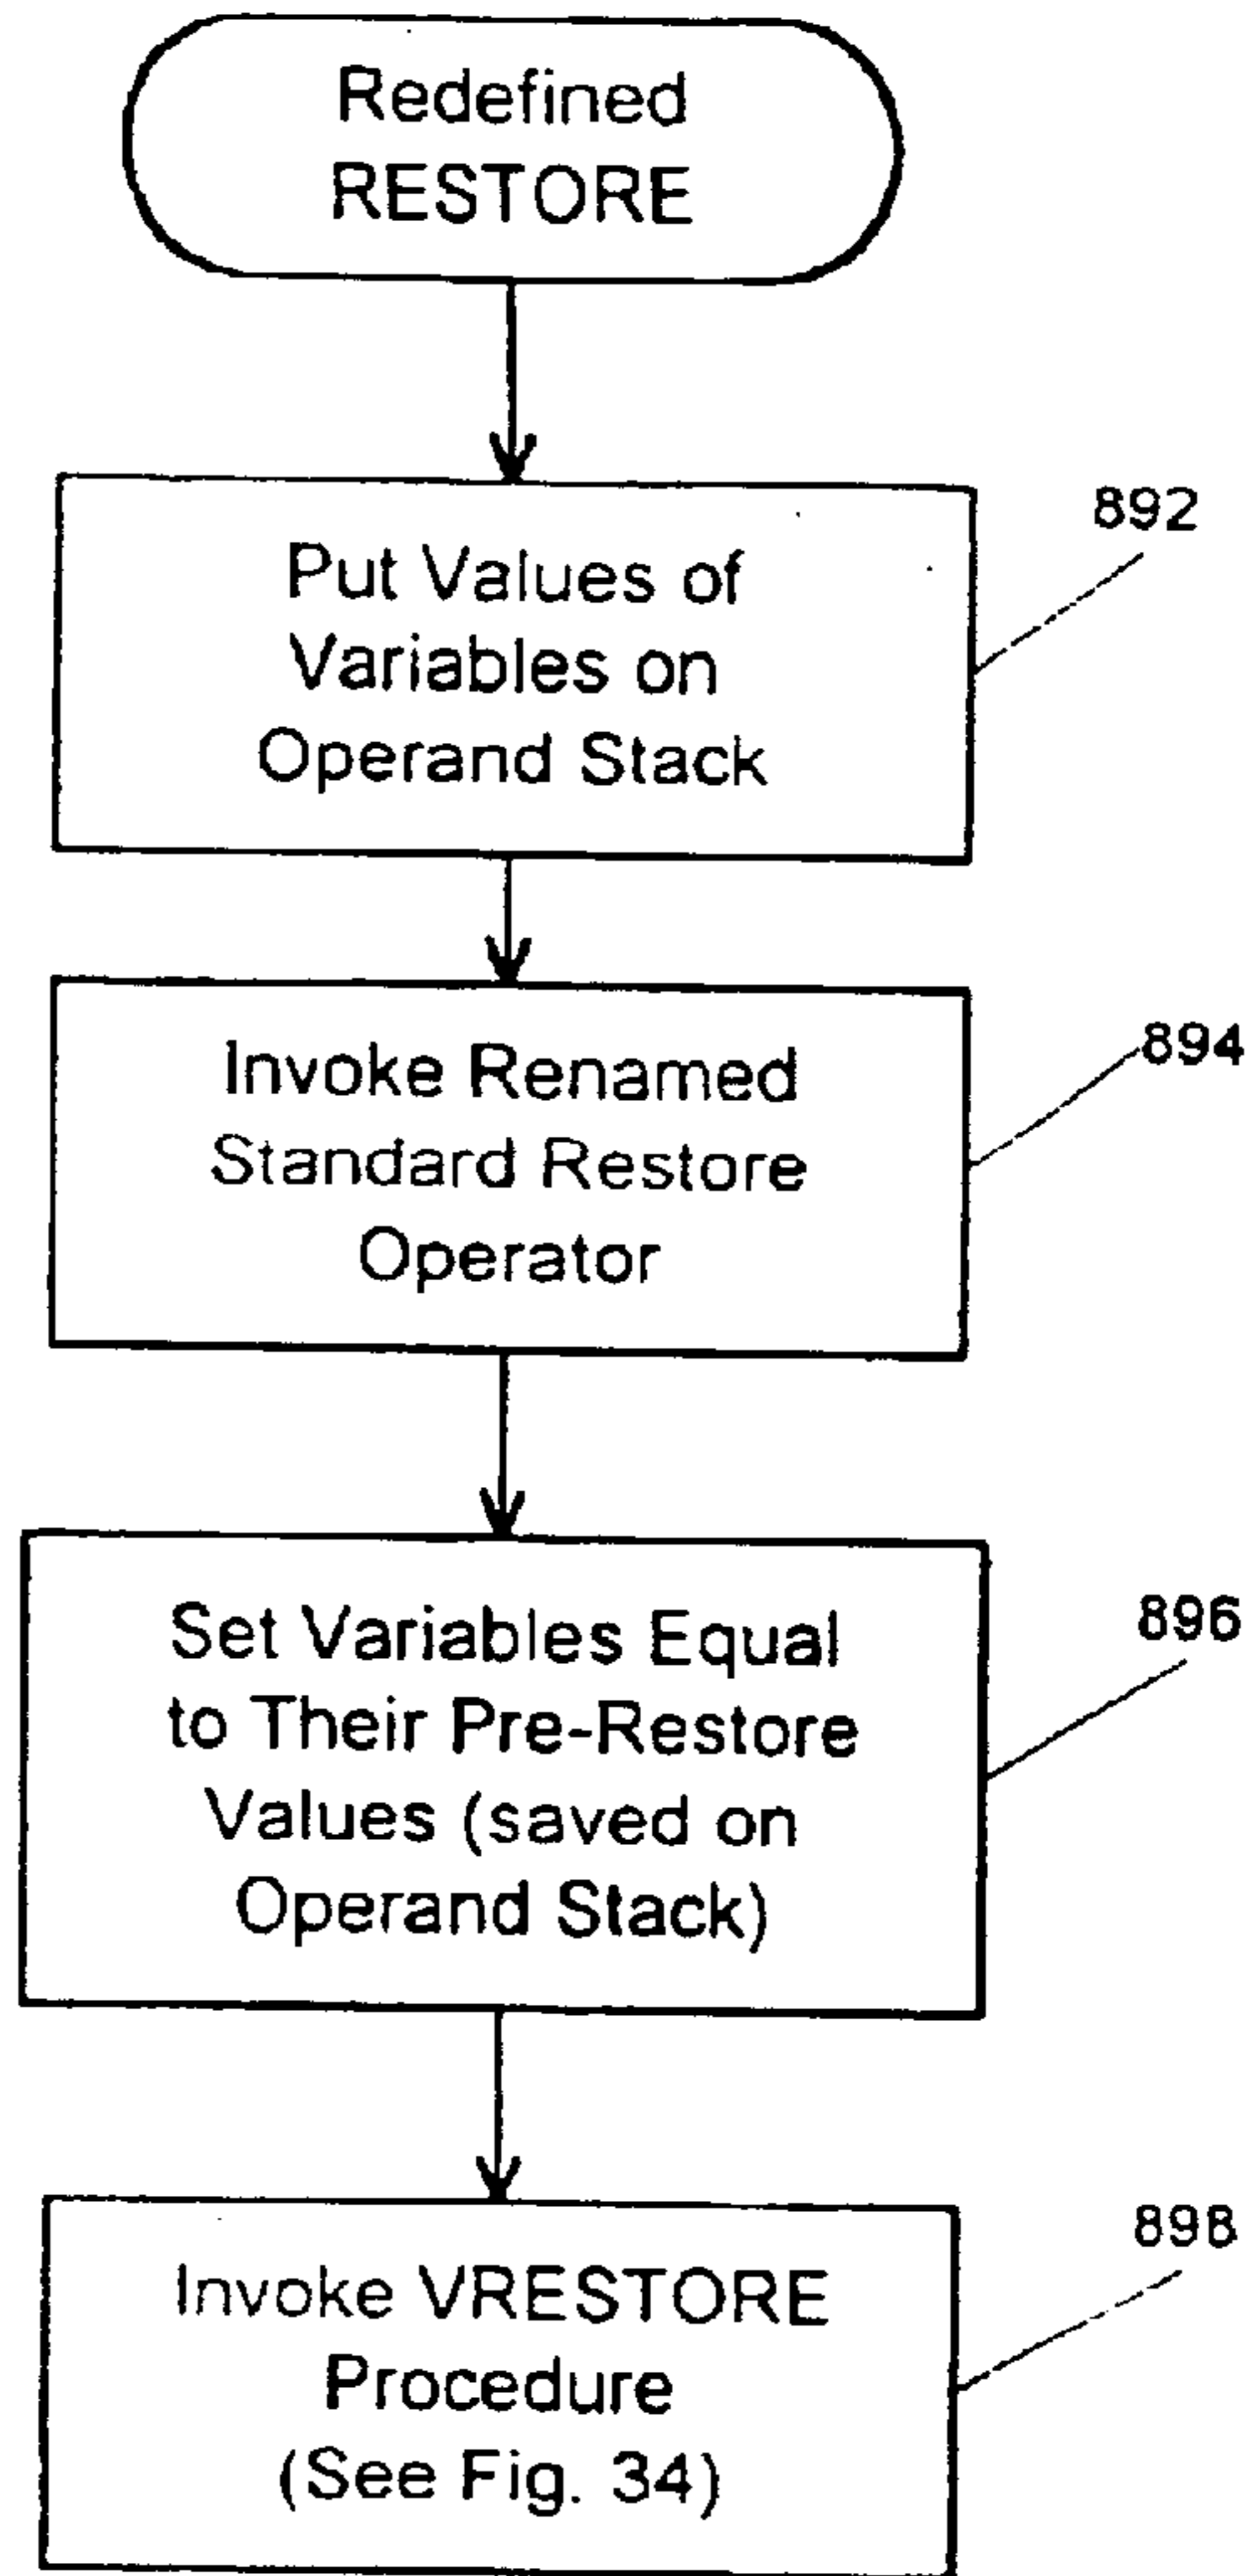 Redefined
RESTORE
892
Put Values of
Variables on
Operand Stack
894
Invoke Renamed
Standard Restore
Operator
896
Set Variables Equal
to Their Pre-Restore
Values (saved on
Operand Stack)
898
Invoke VRESTORE
Procedure
(See Fig. 34)